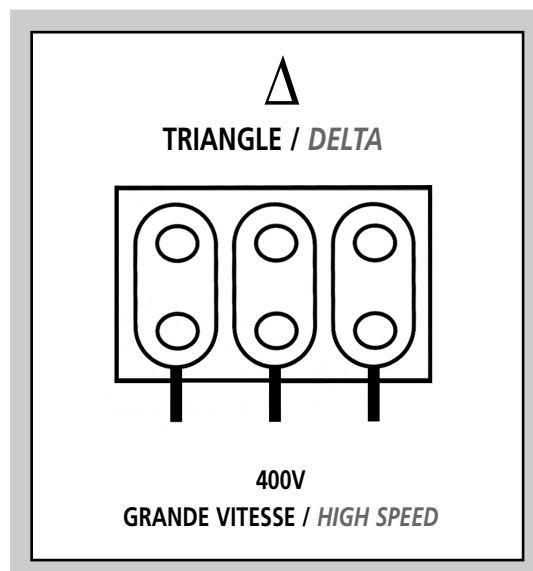 Δ
TRIANGLE / DELTA
400V
GRANDE VITESSE / HIGH SPEED